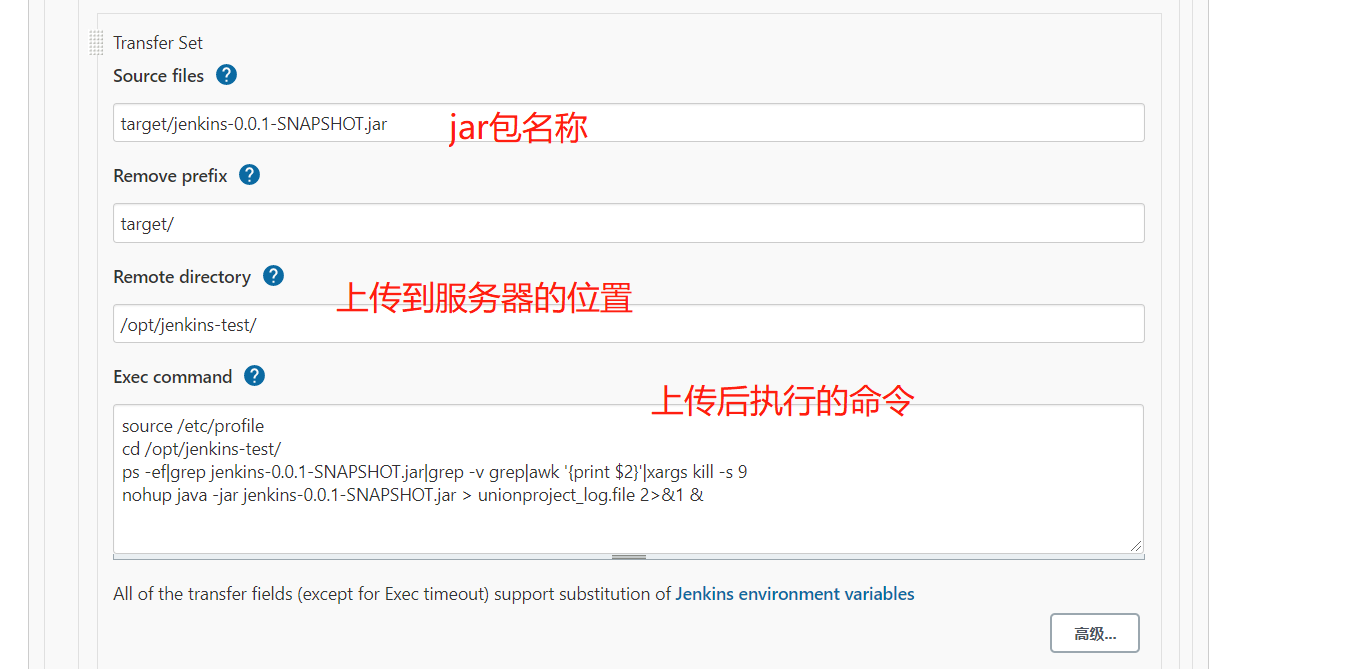 Transfer Set
Source files ?
target/jenkins-0.0.1-SNAPSHOT.jar
jar包名称
Remove prefix ?
target/
Remote directory ?
上传到服务器的位置
/opt/jenkins-test/
Exec command ?
上传后执行的命令
source /etc/profile
cd /opt/jenkins-test/
ps -ef|grep jenkins-0.0.1-SNAPSHOT.jar|grep -v grep|awk '{print $2}'|xargs kill -s 9
nohup java -jar jenkins-0.0.1-SNAPSHOT.jar > unionproject_log.file 2>&1 &
All of the transfer fields (except for Exec timeout) support substitution of Jenkins environment variables
高级...